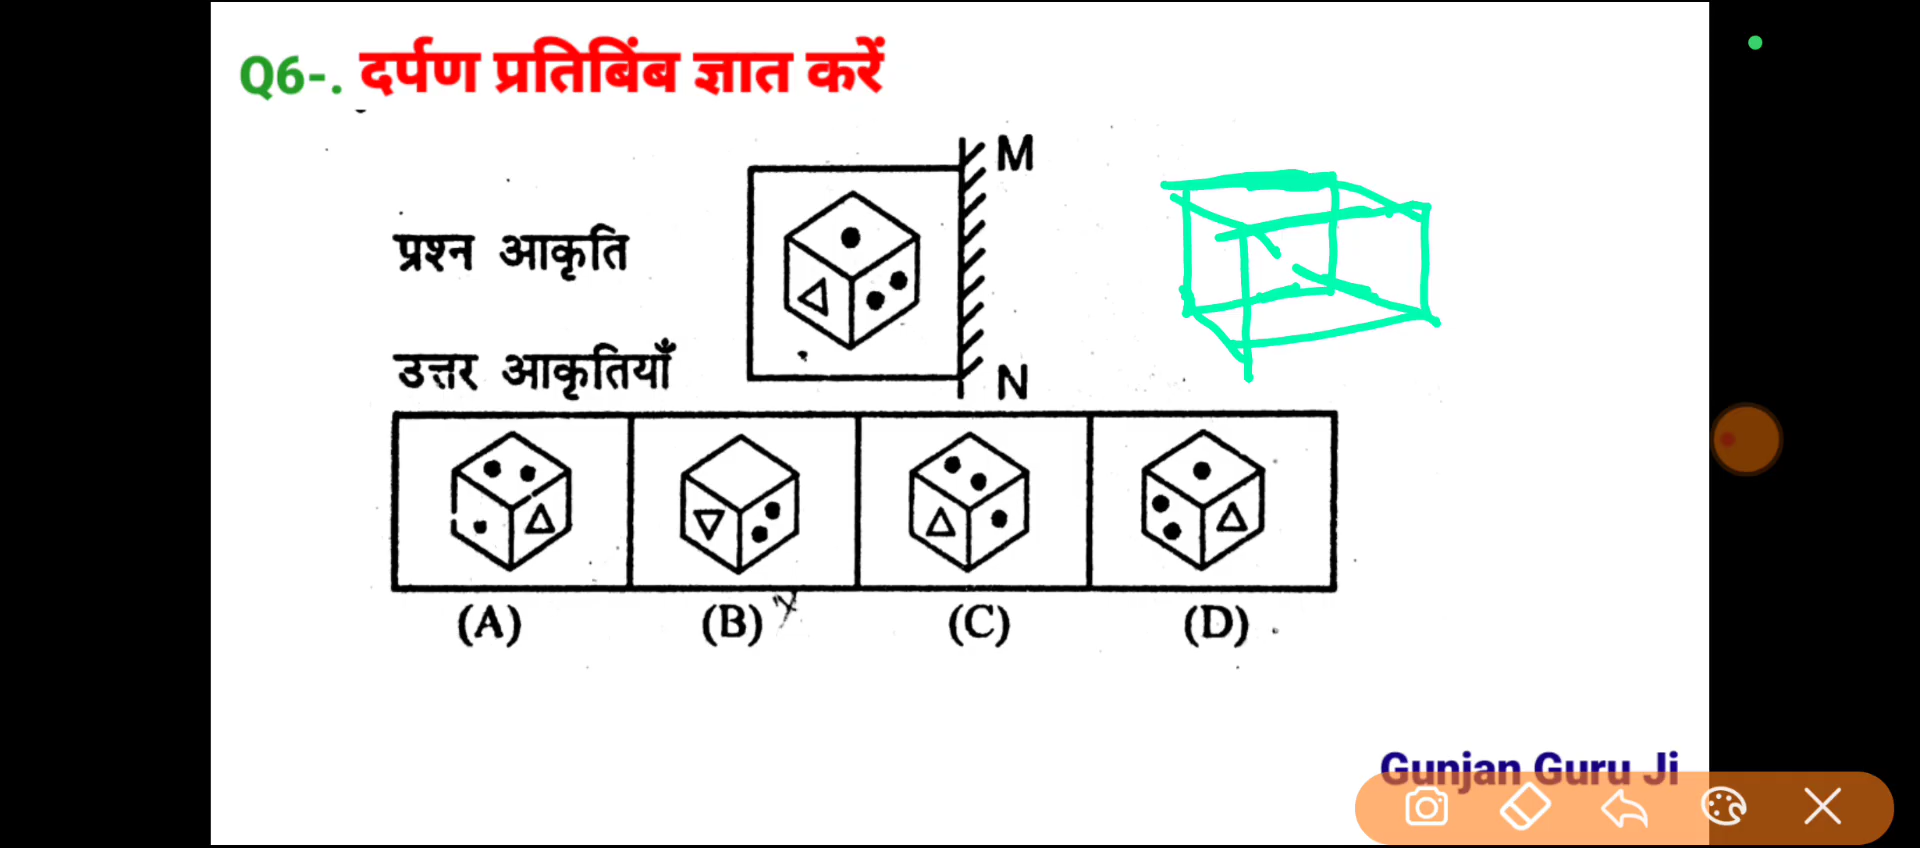 Q6-. दर्पण प्रतिबिंब ज्ञात करें
M
प्रश्न आकृति
उत्तर आकृतियाँ
N
(A) (B) (C) (D)
Gunjan Guru Ji